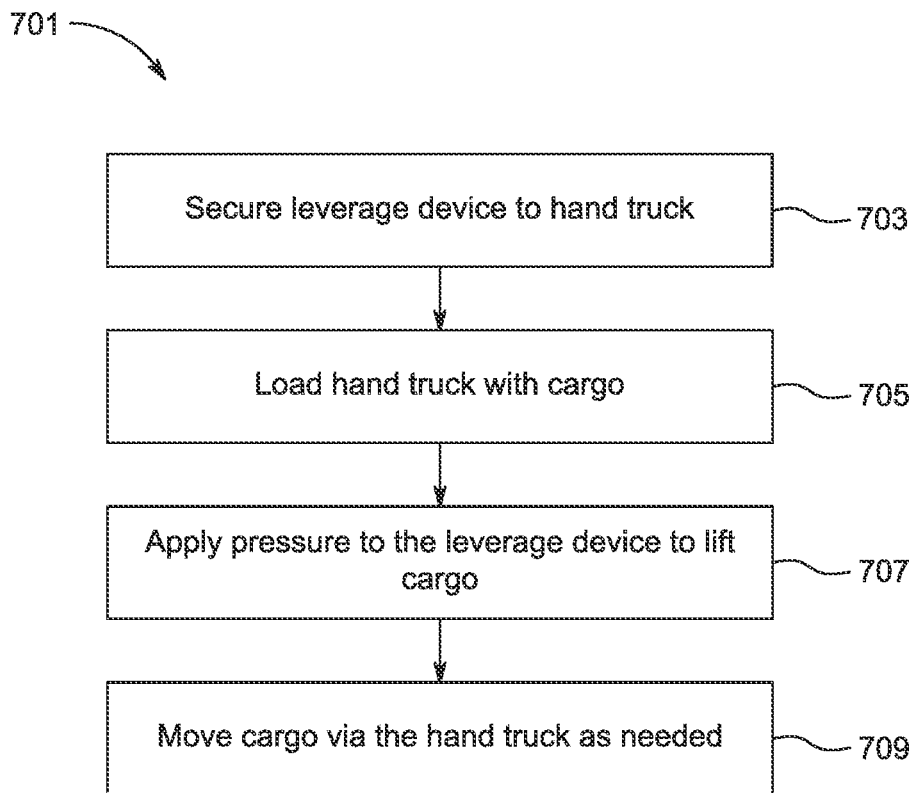 701
Secure leverage device to hand truck
703
Load hand truck with cargo
705
Apply pressure to the leverage device to lift
cargo
707
Move cargo via the hand truck as needed
709